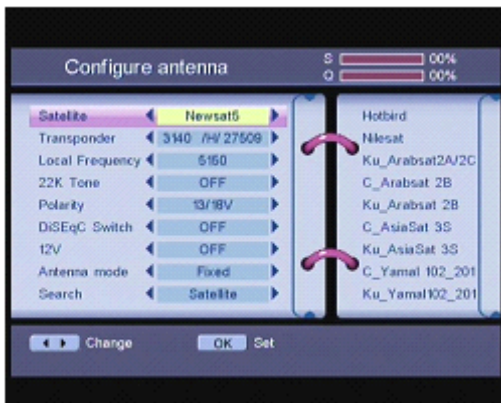 Configure antenna
S 00%
Q 00%
Satellite Newsat5
Transponder 3140 /H/ 27509
Local Frequency 5150
22K Tone OFF
Polarity 13/18V
DiSEqC Switch OFF
12V OFF
Antenna mode Fixed
Search Satellite
Hotbird
Nilesat
Ku_Arabsat2A/2C
C_Arabsat 2B
Ku_Arabsat 2B
C_AsiaSat 3S
Ku_AsiaSat 3S
C_Yamal 102_201
Ku_Yamal102_201
Change
OK Set